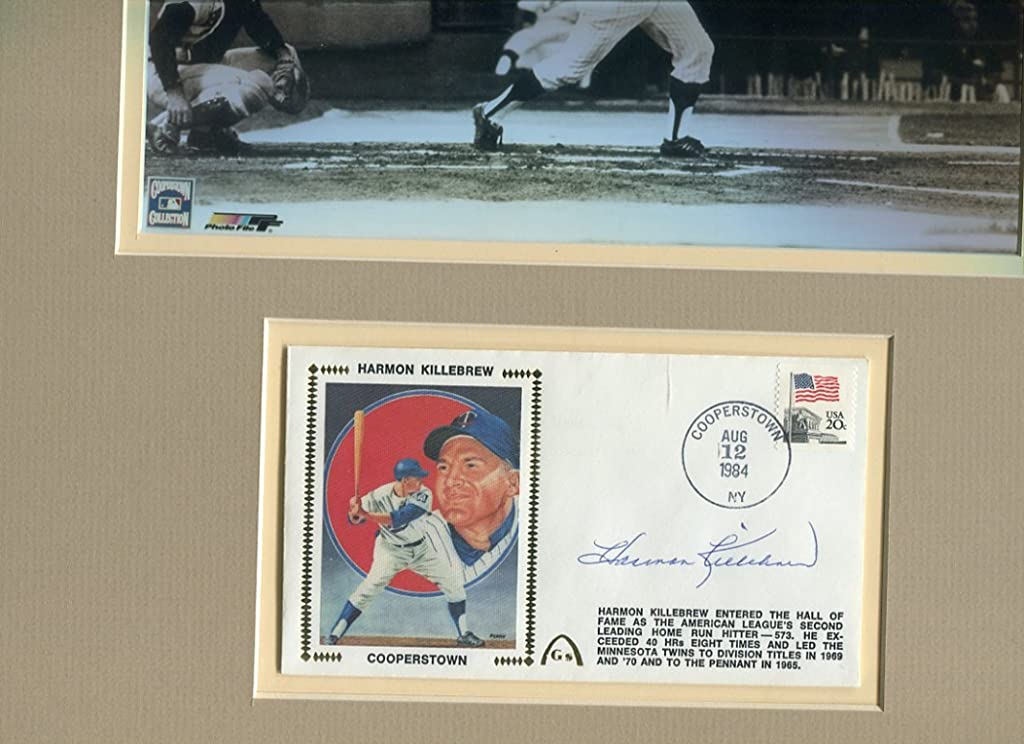 COOPERSTOWN
COLLECTION
Photo File
HARMON KILLEBREW
T
COOPERSTOWN
PERRY
Gs
USA
20c
COOPERSTOWN
AUG
12
1984
NY
Harmon Killebrew
HARMON KILLEBREW ENTERED THE HALL OF
FAME AS THE AMERICAN LEAGUE'S SECOND
LEADING HOME RUN HITTER — 573. HE EX-
CEEDED 40 HRs EIGHT TIMES AND LED THE
MINNESOTA TWINS TO DIVISION TITLES IN 1969
AND '70 AND TO THE PENNANT IN 1965.